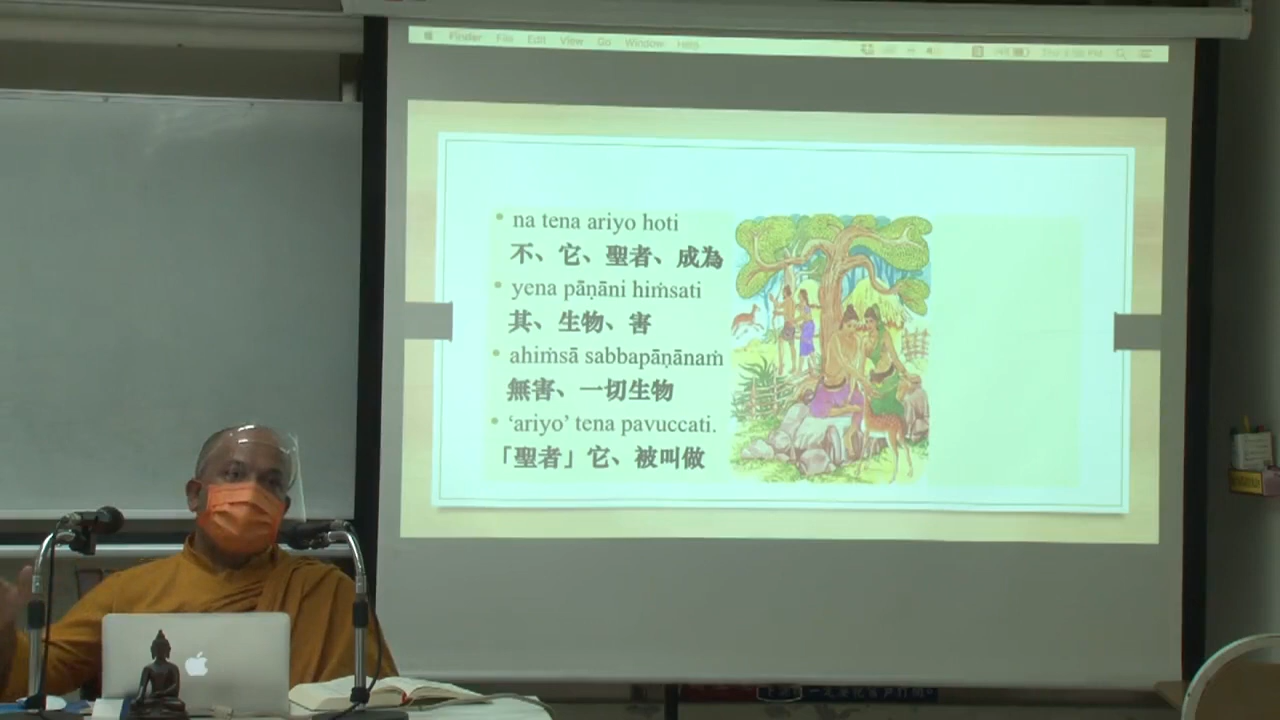 Finder File Edit View Go Window Help
• na tena ariyo hoti
不、它、聖者、成為
• yena pāṇāni hiṁsati
其、生物、害
• ahiṁsā sabbapāṇānaṁ
無害、一切生物
• ‘ariyo’ tena pavuccati.
「聖者」它、被叫做